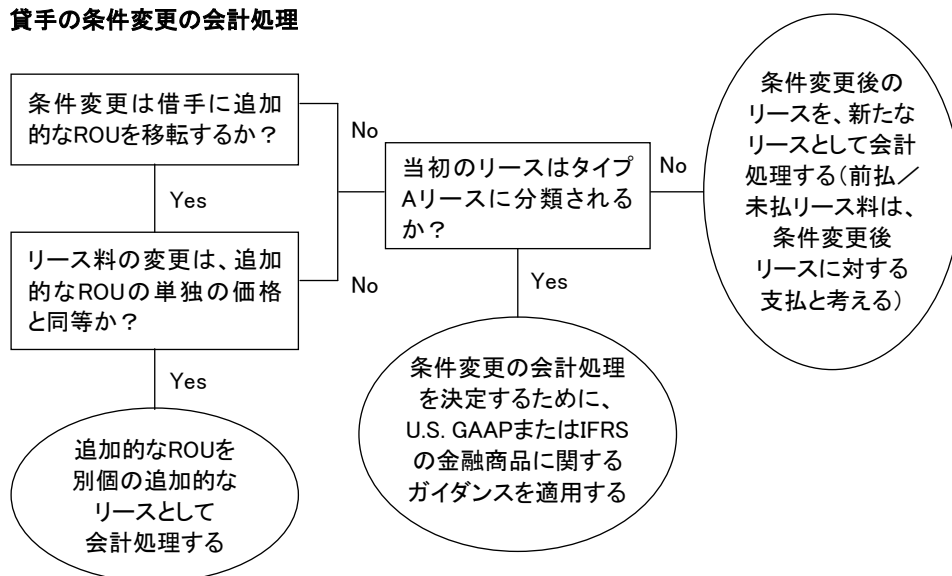 貸手の条件変更の会計処理
条件変更は借手に追加
的なROUを移転するか？
No
Yes
リース料の変更は、追加
的なROUの単独の価格
と同等か？
No
Yes
追加的なROUを
別個の追加的な
リースとして
会計処理する
当初のリースはタイプ
Aリースに分類される
か？
No
Yes
条件変更の会計処理
を決定するために、
U.S. GAAPまたはIFRS
の金融商品に関する
ガイダンスを適用する
条件変更後の
リースを、新たな
リースとして会計
処理する（前払／
未払リース料は、
条件変更後
リースに対する
支払と考える）